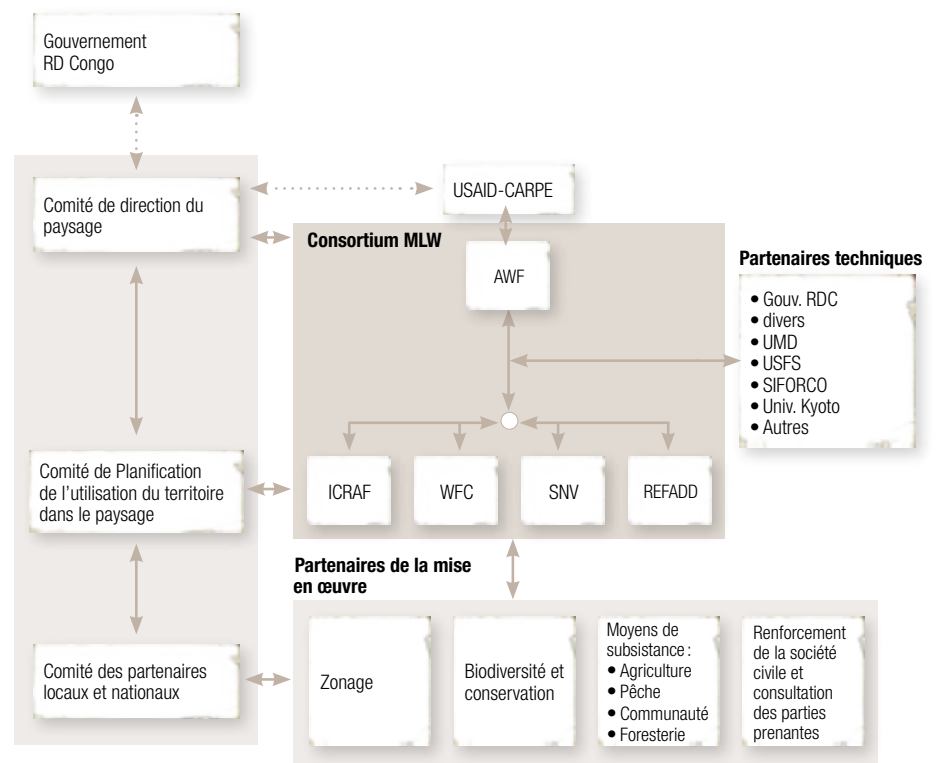 Gouvernement
RD Congo
Comité de direction du
paysage
USAID-CARPE
Consortium MLW
AWF
Partenaires techniques
• Gouv. RDC
• divers
• UMD
• USFS
• SIFORCO
• Univ. Kyoto
• Autres
Comité de Planification
de l’utilisation du territoire
dans le paysage
ICRAF
WFC
SNV
REFADD
Partenaires de la mise
en œuvre
Comité des partenaires
locaux et nationaux
Zonage
Biodiversité et
conservation
Moyens de
subsistance :
• Agriculture
• Pêche
• Communauté
• Foresterie
Renforcement
de la société
civile et
consultation
des parties
prenantes